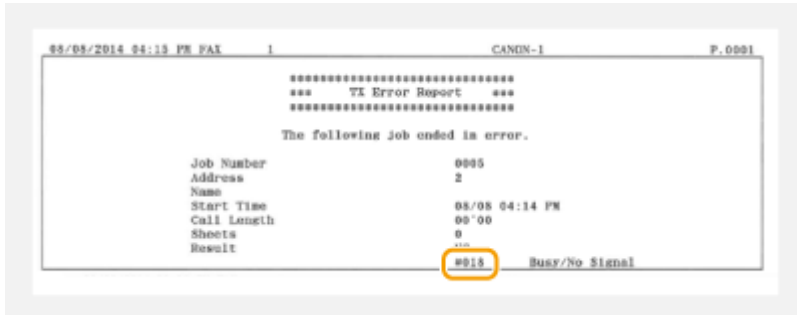 08/08/2014 04:13 PM FAX 1 CANON-1 P.0001
******************************
*** TX Error Report ***
******************************
The following job ended in error.
Job Number 0005
Address 2
Name
Start Time 08/08 04:14 PM
Call Length 00'00
Sheets 0
Result NG
#018 Busy/No Signal